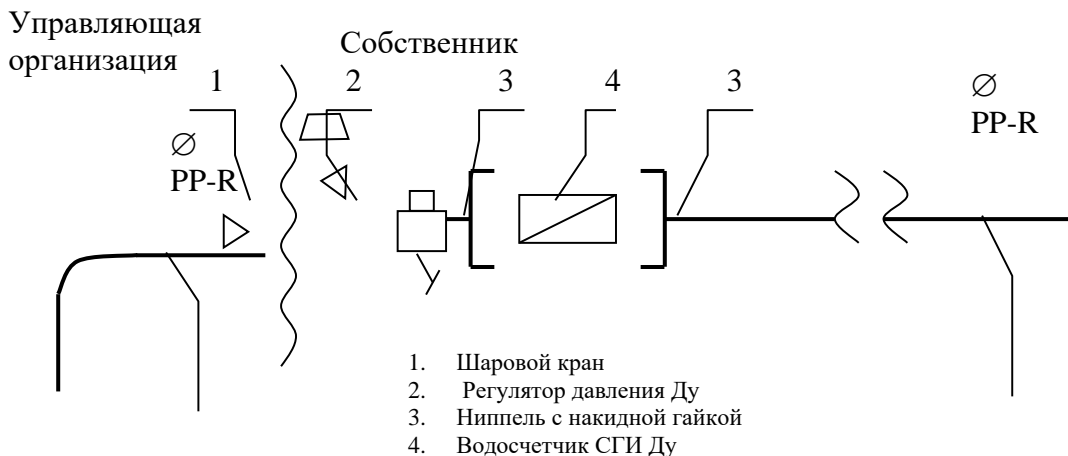 Управляющая
организация
Собственник
1
2
3
4
3
∅
PP-R
∅
PP-R
1. Шаровой кран
2. Регулятор давления Ду
3. Ниппель с накидной гайкой
4. Водосчетчик СГИ Ду